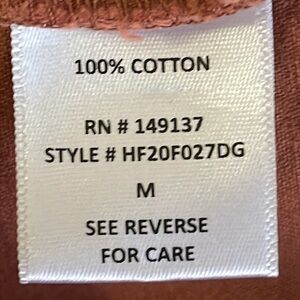 100% COTTON
RN # 149137
STYLE # HF20F027DG
M
SEE REVERSE
FOR CARE